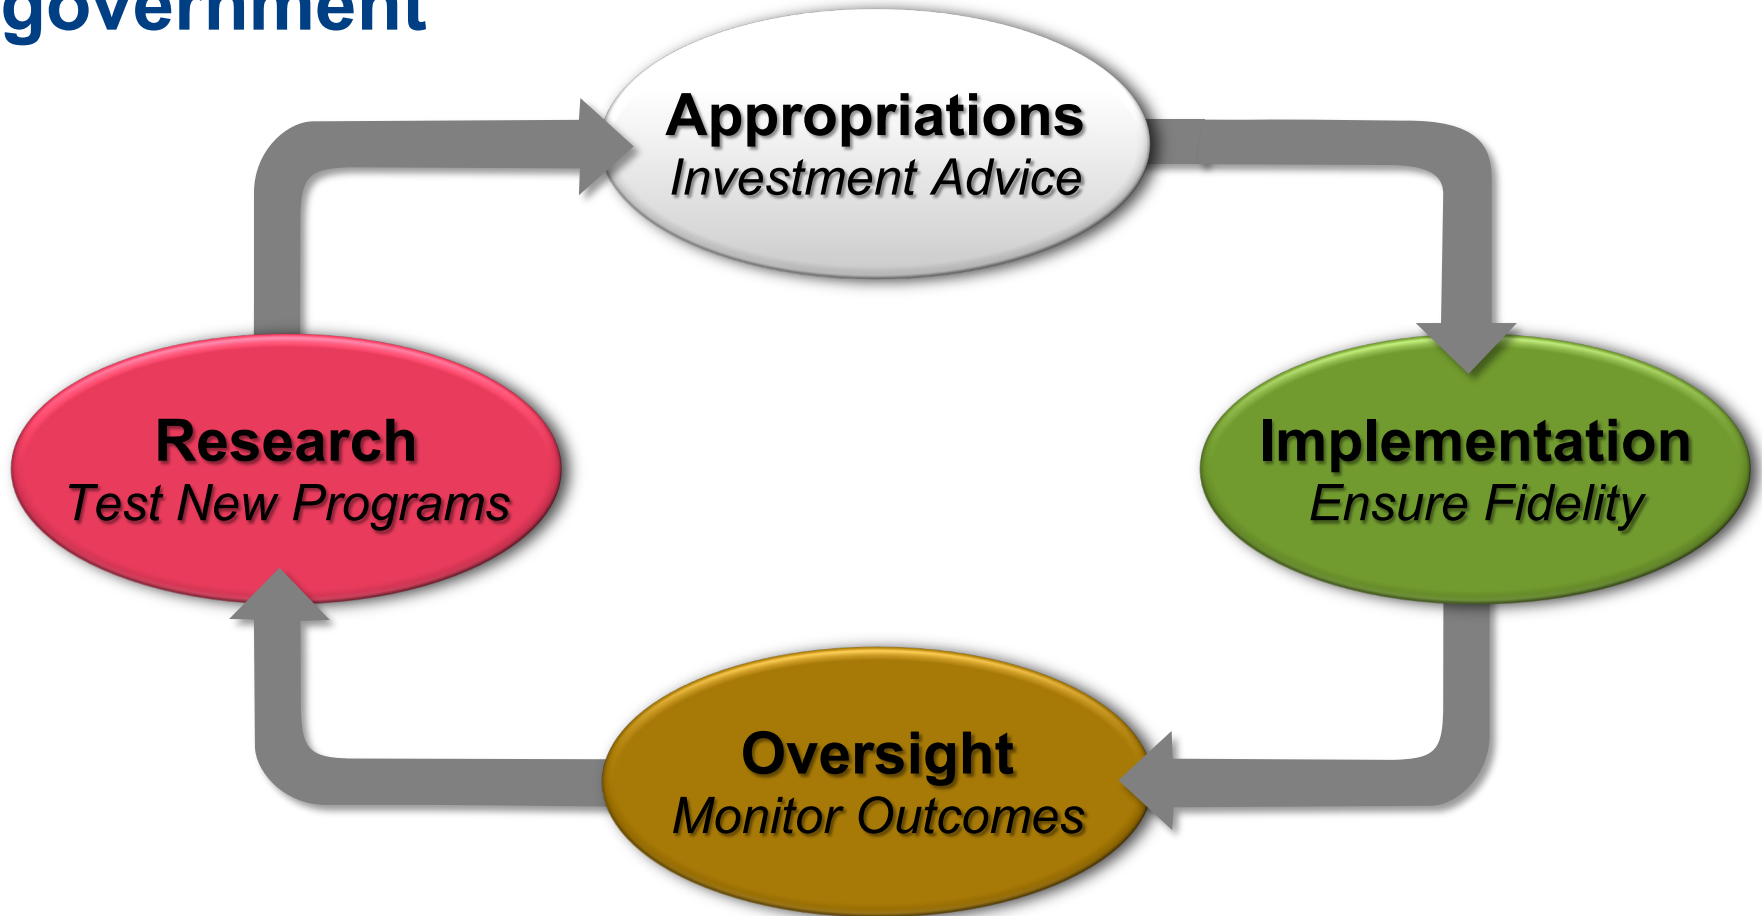 government
Appropriations
Investment Advice
Research
Test New Programs
Implementation
Ensure Fidelity
Oversight
Monitor Outcomes